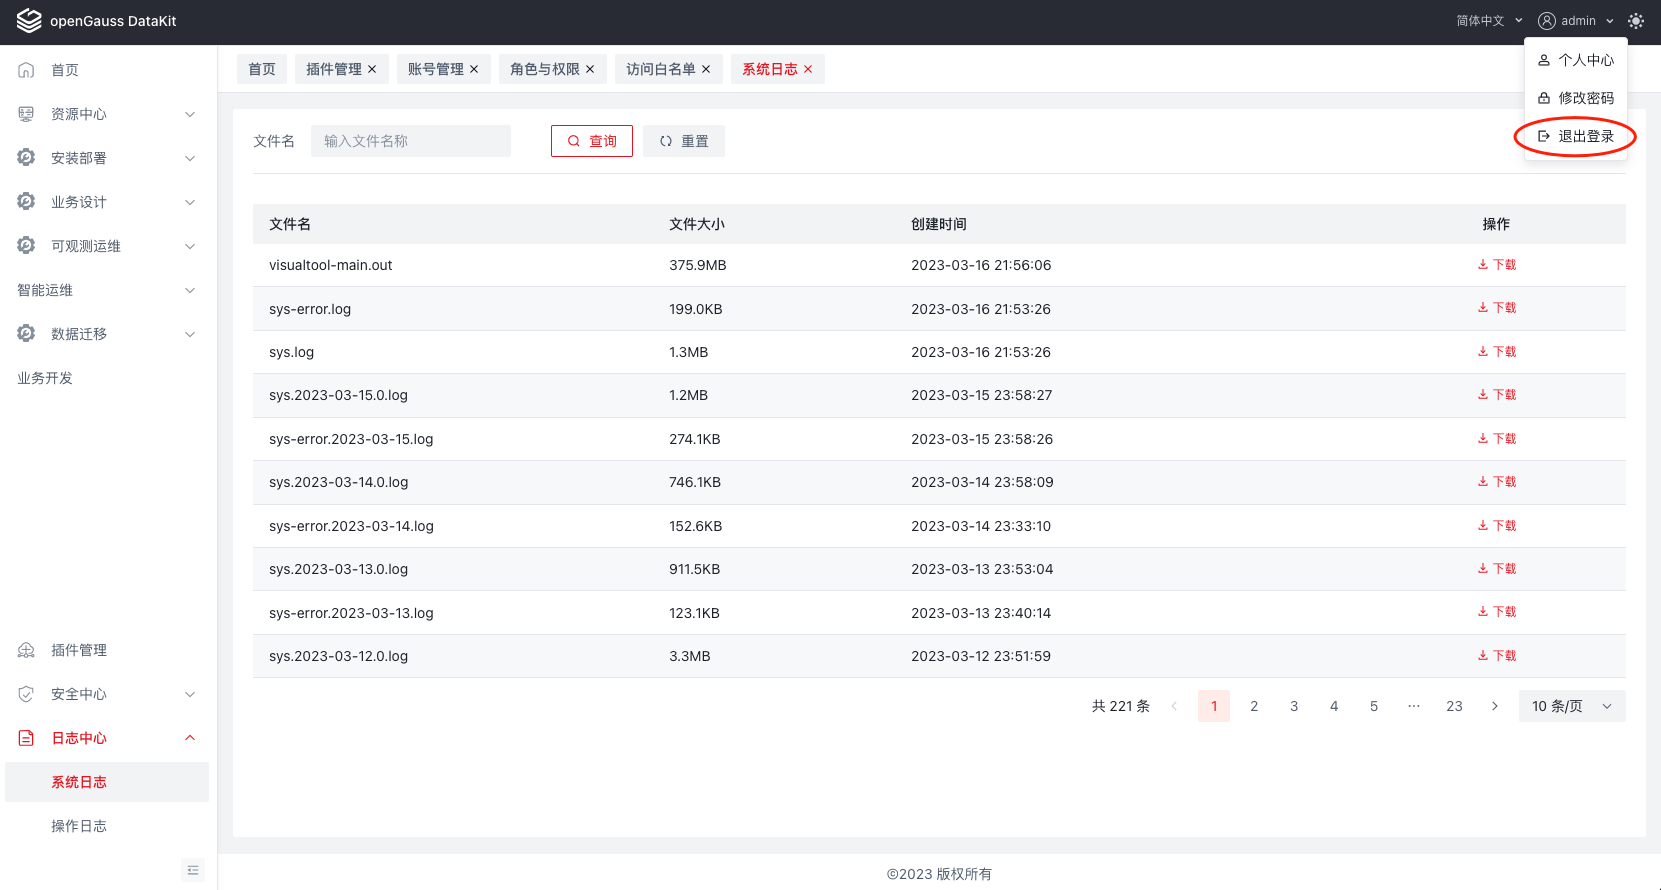 openGauss DataKit
简体中文
admin
个人中心
修改密码
退出登录
首页
资源中心
安装部署
业务设计
可观测运维
智能运维
数据迁移
业务开发
插件管理
安全中心
日志中心
系统日志
操作日志
首页 插件管理 账号管理 角色与权限 访问白名单 系统日志
文件名 输入文件名称 查询 重置
文件名 文件大小 创建时间 操作
visualtool-main.out 375.9MB 2023-03-16 21:56:06 下载
sys-error.log 199.0KB 2023-03-16 21:53:26 下载
sys.log 1.3MB 2023-03-16 21:53:26 下载
sys.2023-03-15.0.log 1.2MB 2023-03-15 23:58:27 下载
sys-error.2023-03-15.log 274.1KB 2023-03-15 23:58:26 下载
sys.2023-03-14.0.log 746.1KB 2023-03-14 23:58:09 下载
sys-error.2023-03-14.log 152.6KB 2023-03-14 23:33:10 下载
sys.2023-03-13.0.log 911.5KB 2023-03-13 23:53:04 下载
sys-error.2023-03-13.log 123.1KB 2023-03-13 23:40:14 下载
sys.2023-03-12.0.log 3.3MB 2023-03-12 23:51:59 下载
共 221 条 1 2 3 4 5 ··· 23 10 条/页
©2023 版权所有